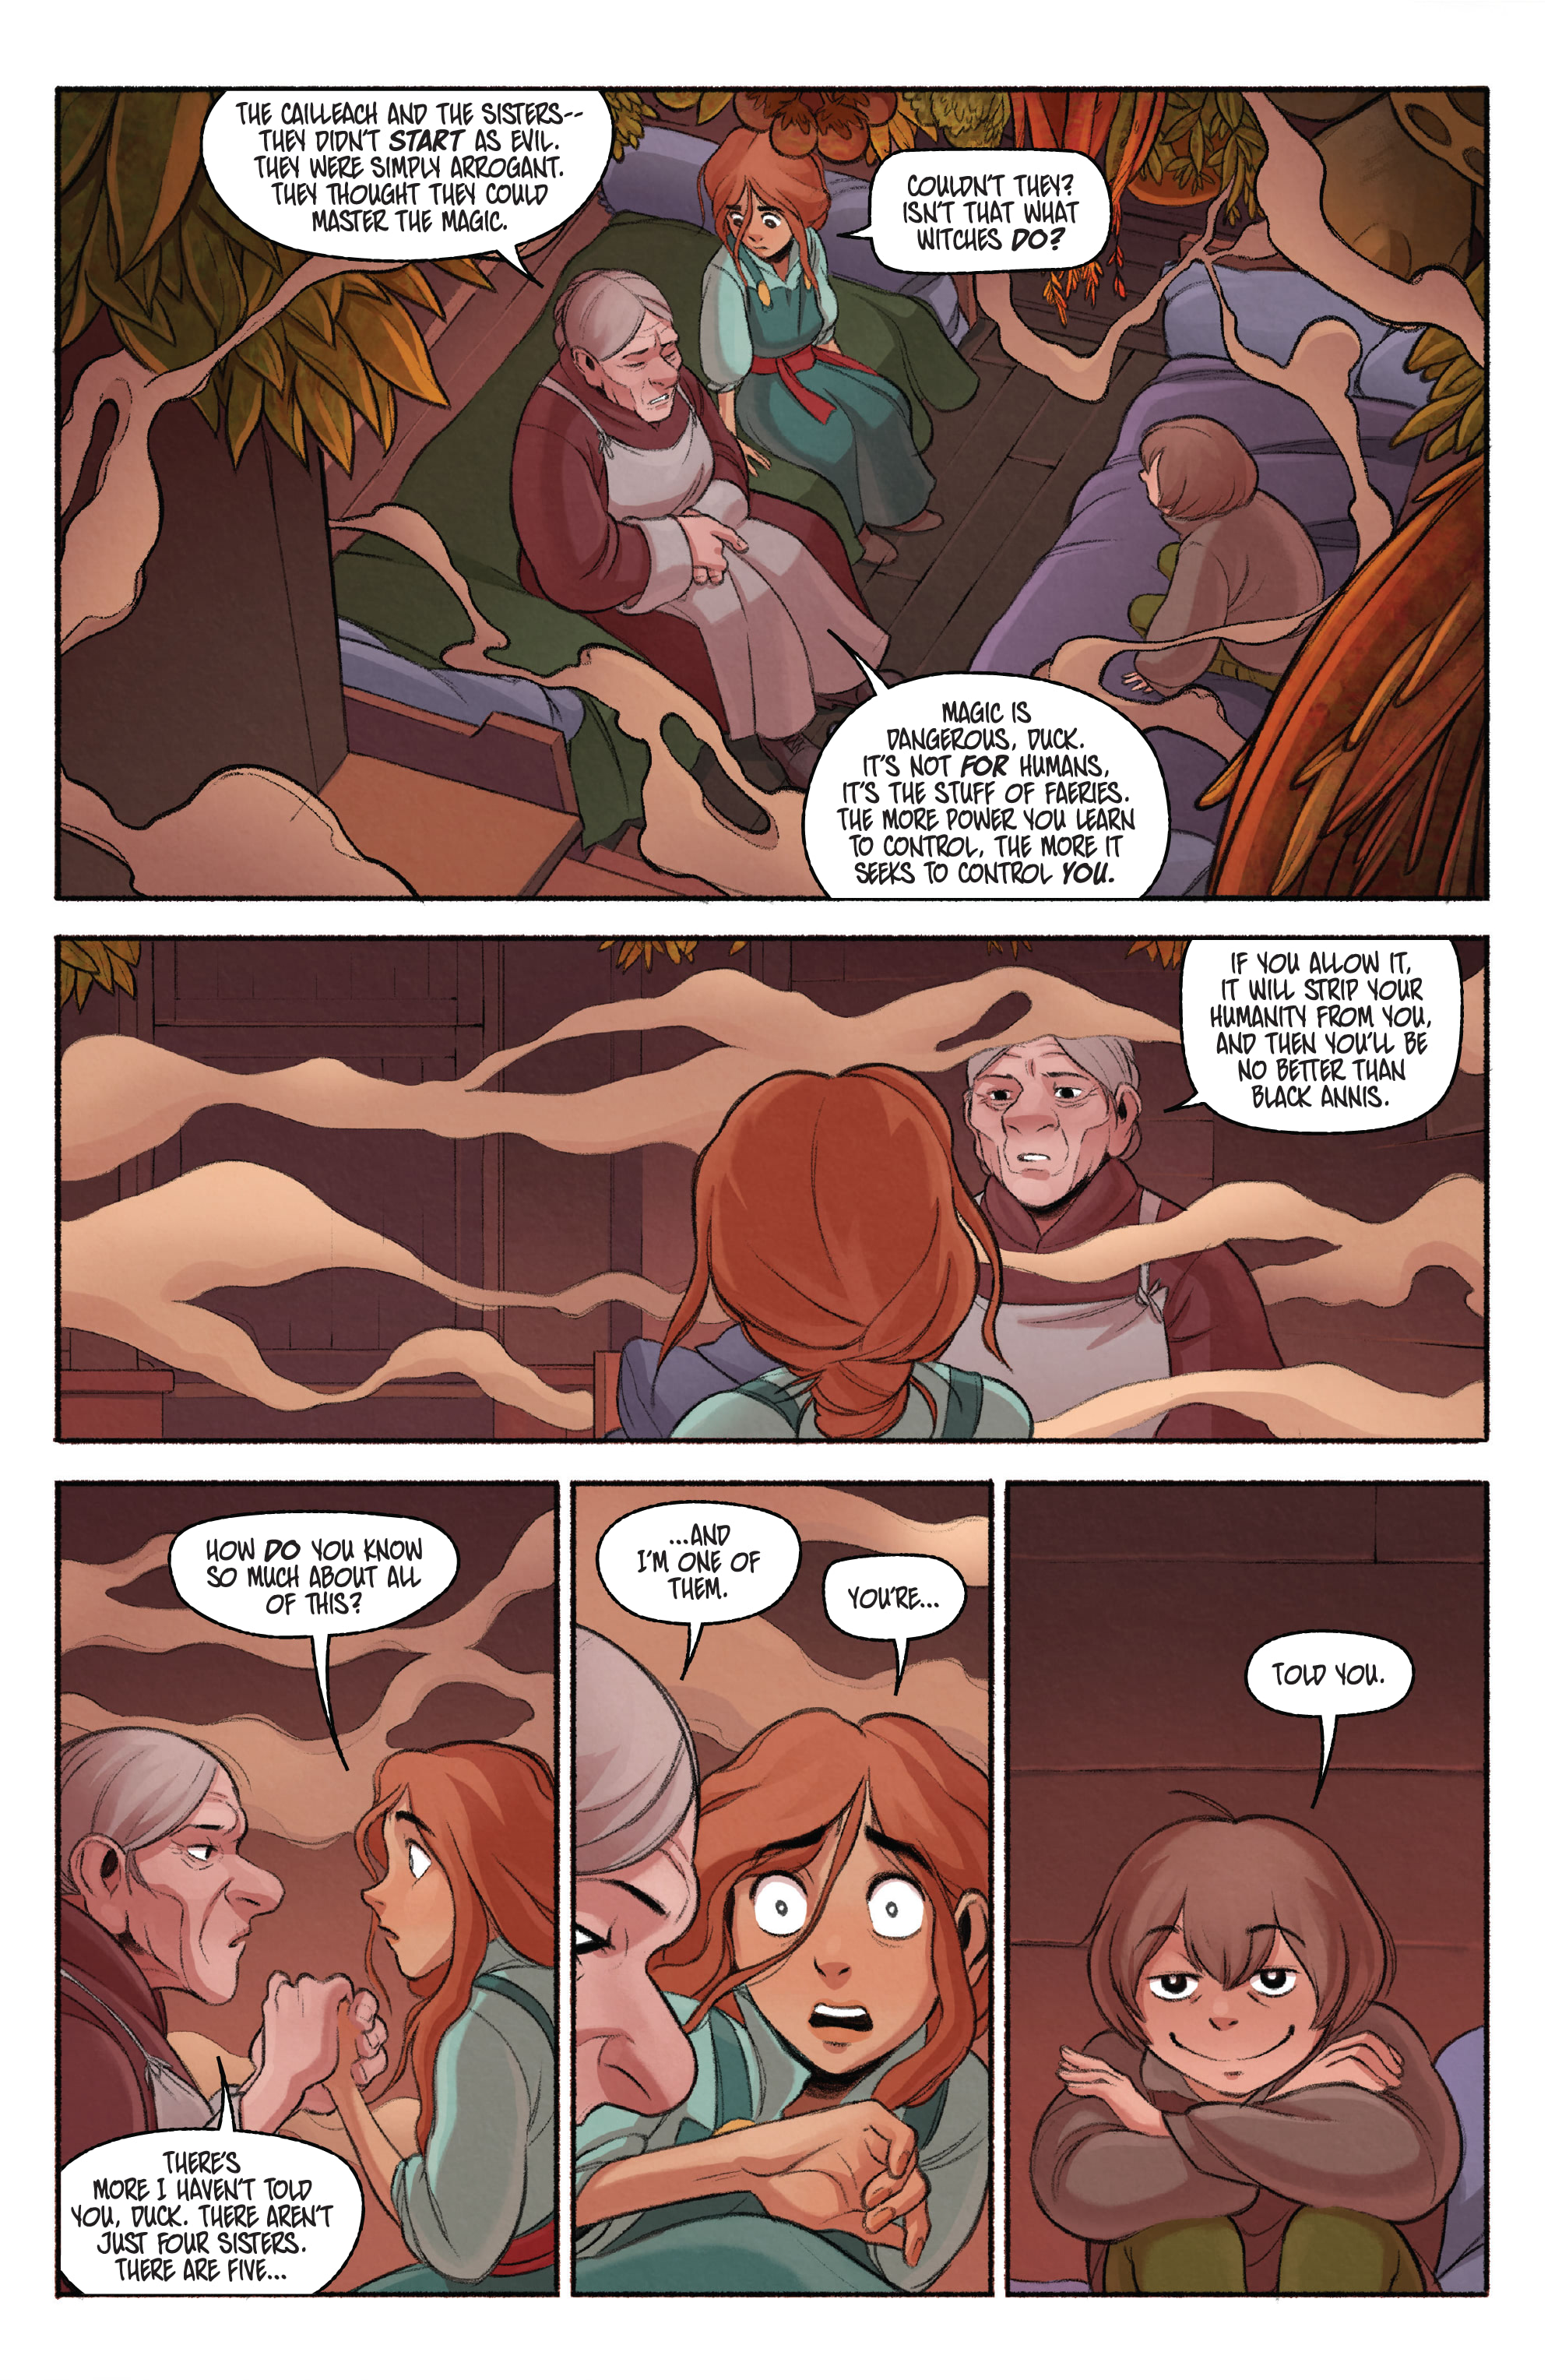 THE CAILLEACH AND THE SISTERS--
THEY DIDN'T START AS EVIL.
THEY WERE SIMPLY ARROGANT.
THEY THOUGHT THEY COULD
MASTER THE MAGIC.
COULDN'T THEY?
ISN'T THAT WHAT
WITCHES DO?
MAGIC IS
DANGEROUS, DUCK.
IT'S NOT FOR HUMANS,
IT'S THE STUFF OF FAERIES.
THE MORE POWER YOU LEARN
TO CONTROL, THE MORE IT
SEEKS TO CONTROL YOU.
IF YOU ALLOW IT,
IT WILL STRIP YOUR
HUMANITY FROM YOU,
AND THEN YOU'LL BE
NO BETTER THAN
BLACK ANNIS.
HOW DO YOU KNOW
SO MUCH ABOUT ALL
OF THIS?
THERE'S
MORE I HAVEN'T TOLD
YOU, DUCK. THERE AREN'T
JUST FOUR SISTERS.
THERE ARE FIVE...
...AND
I'M ONE OF
THEM.
YOU'RE...
TOLD YOU.